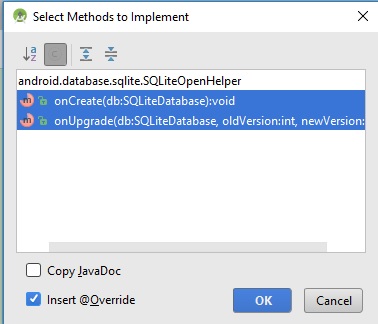 Select Methods to Implement
android.database.sqlite.SQLiteOpenHelper
onCreate(db:SQLiteDatabase):void
onUpgrade(db:SQLiteDatabase, oldVersion:int, newVersion:
Copy JavaDoc
Insert @Override
OK
Cancel